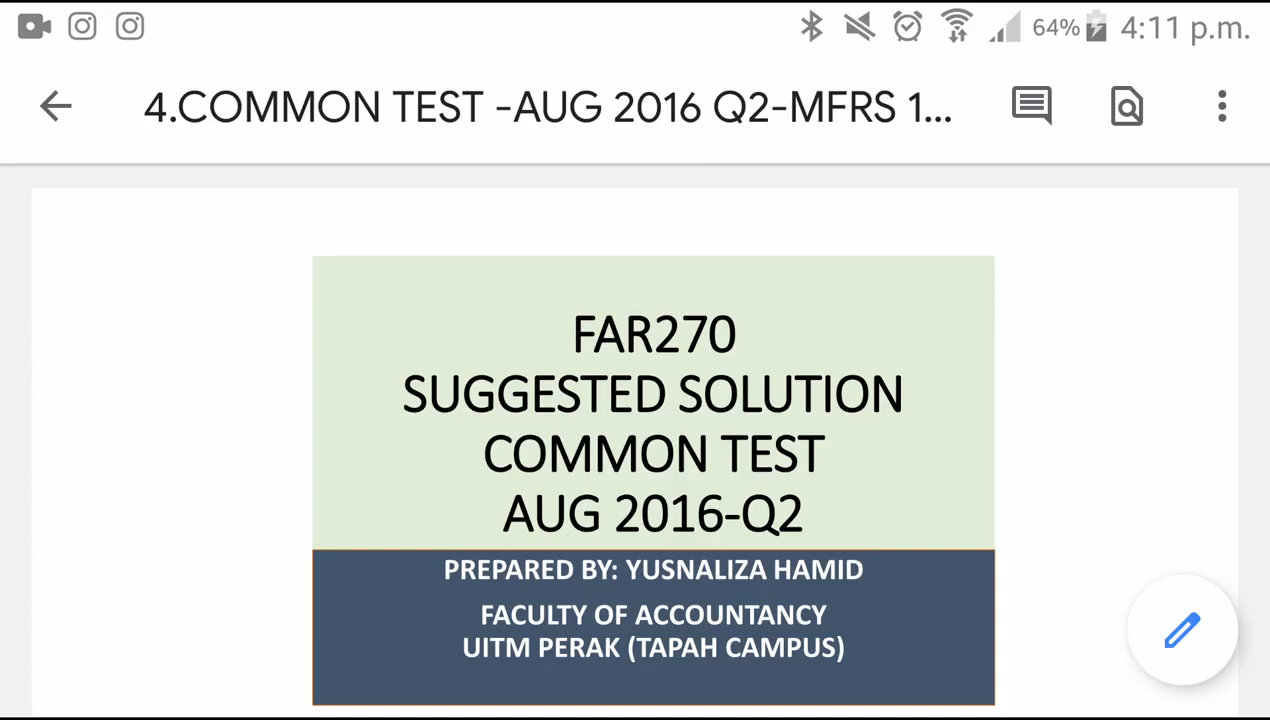 64% 4:11 p.m.
4.COMMON TEST -AUG 2016 Q2-MFRS 1...
FAR270
SUGGESTED SOLUTION
COMMON TEST
AUG 2016-Q2
PREPARED BY: YUSNALIZA HAMID
FACULTY OF ACCOUNTANCY
UITM PERAK (TAPAH CAMPUS)